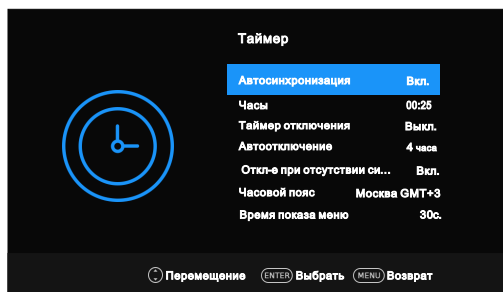 Таймер
Автосинхронизация Вкл.
Часы 00:25
Таймер отключения Выкл.
Автоотключение 4 часа
Откл-е при отсутствии си... Вкл.
Часовой пояс Москва GMT+3
Время показа меню 30с.
Перемещение ENTER Выбрать MENU Возврат